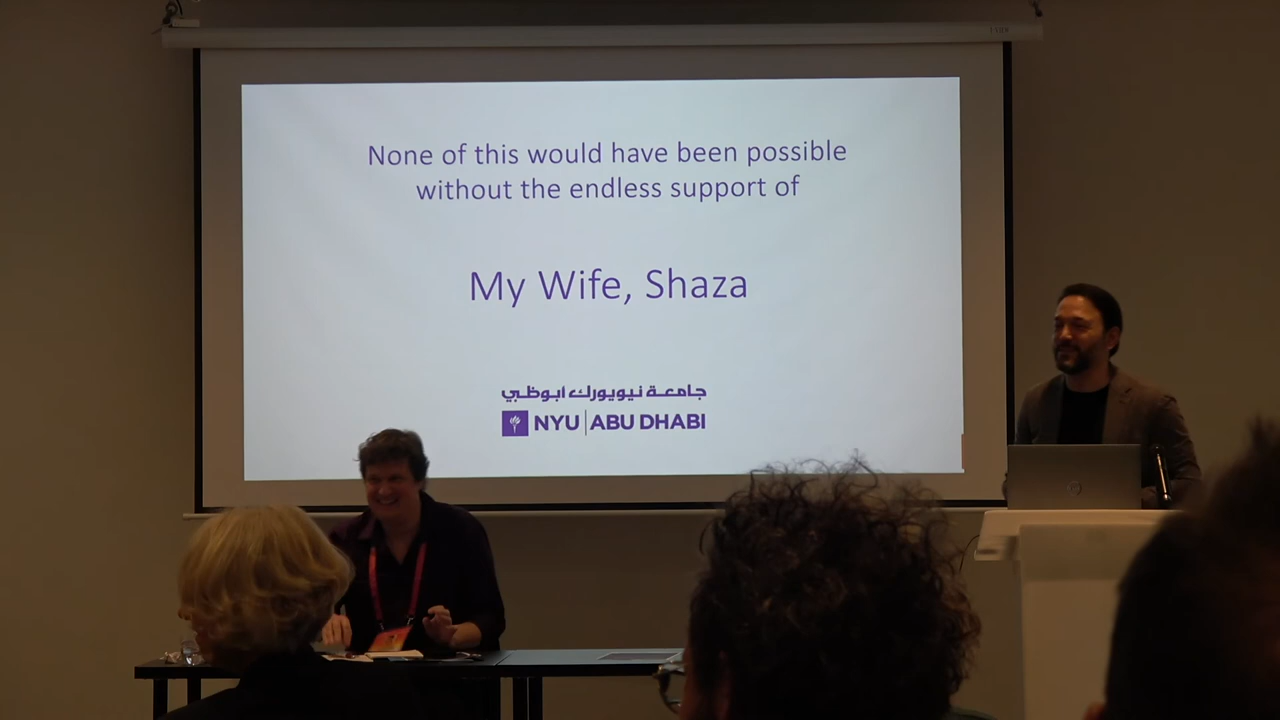 None of this would have been possible
without the endless support of
My Wife, Shaza
جامعة نيويورك أبوظبي
NYU | ABU DHABI